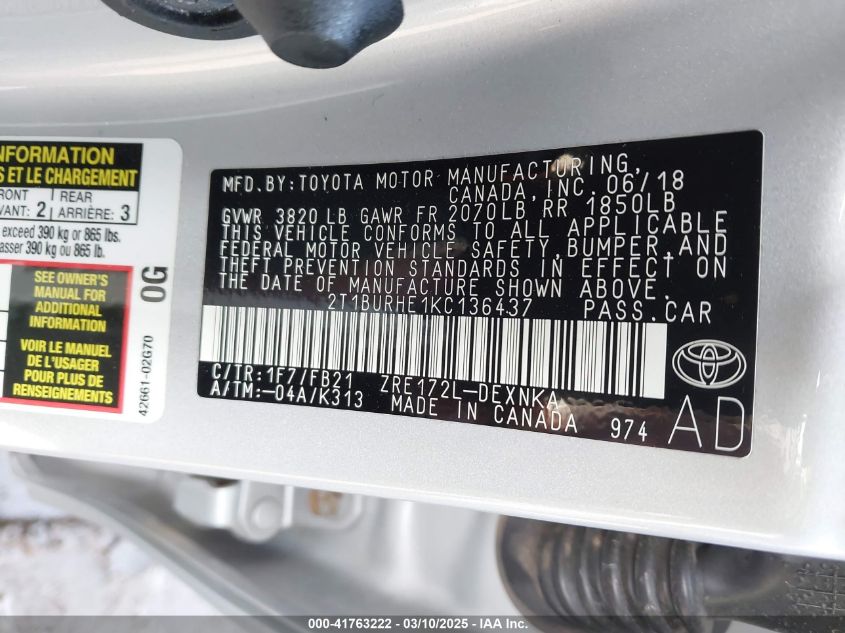 NFORMATION
S ET LE CHARGEMENT
RONT
VANT: 2
REAR
ARRIÈRE: 3
exceed 390 kg or 865 lbs.
asser 390 kg ou 865 lb.
SEE OWNER'S
MANUAL FOR
ADDITIONAL
INFORMATION
VOIR LE MANUEL
DE L'USAGER
POUR PLUS DE
RENSEIGNEMENTS
0G
42661-02G70
MFD.BY:TOYOTA MOTOR MANUFACTURING,
CANADA, INC. 06/18
GVWR 3820 LB GAWR FR 2070LB RR 1850LB
THIS VEHICLE CONFORMS TO ALL APPLICABLE
FEDERAL MOTOR VEHICLE SAFETY, BUMPER, AND
THEFT PREVENTION STANDARDS IN EFFECT ON
THE DATE OF MANUFACTURE SHOWN ABOVE.
2T1BURHE1KC136437 PASS.CAR
C/TR:1F7/FB21 ZRE172L-DEXNKA
A/TM:-04A/K313 MADE IN CANADA 974
AD
000-41763222 - 03/10/2025 - IAA Inc.